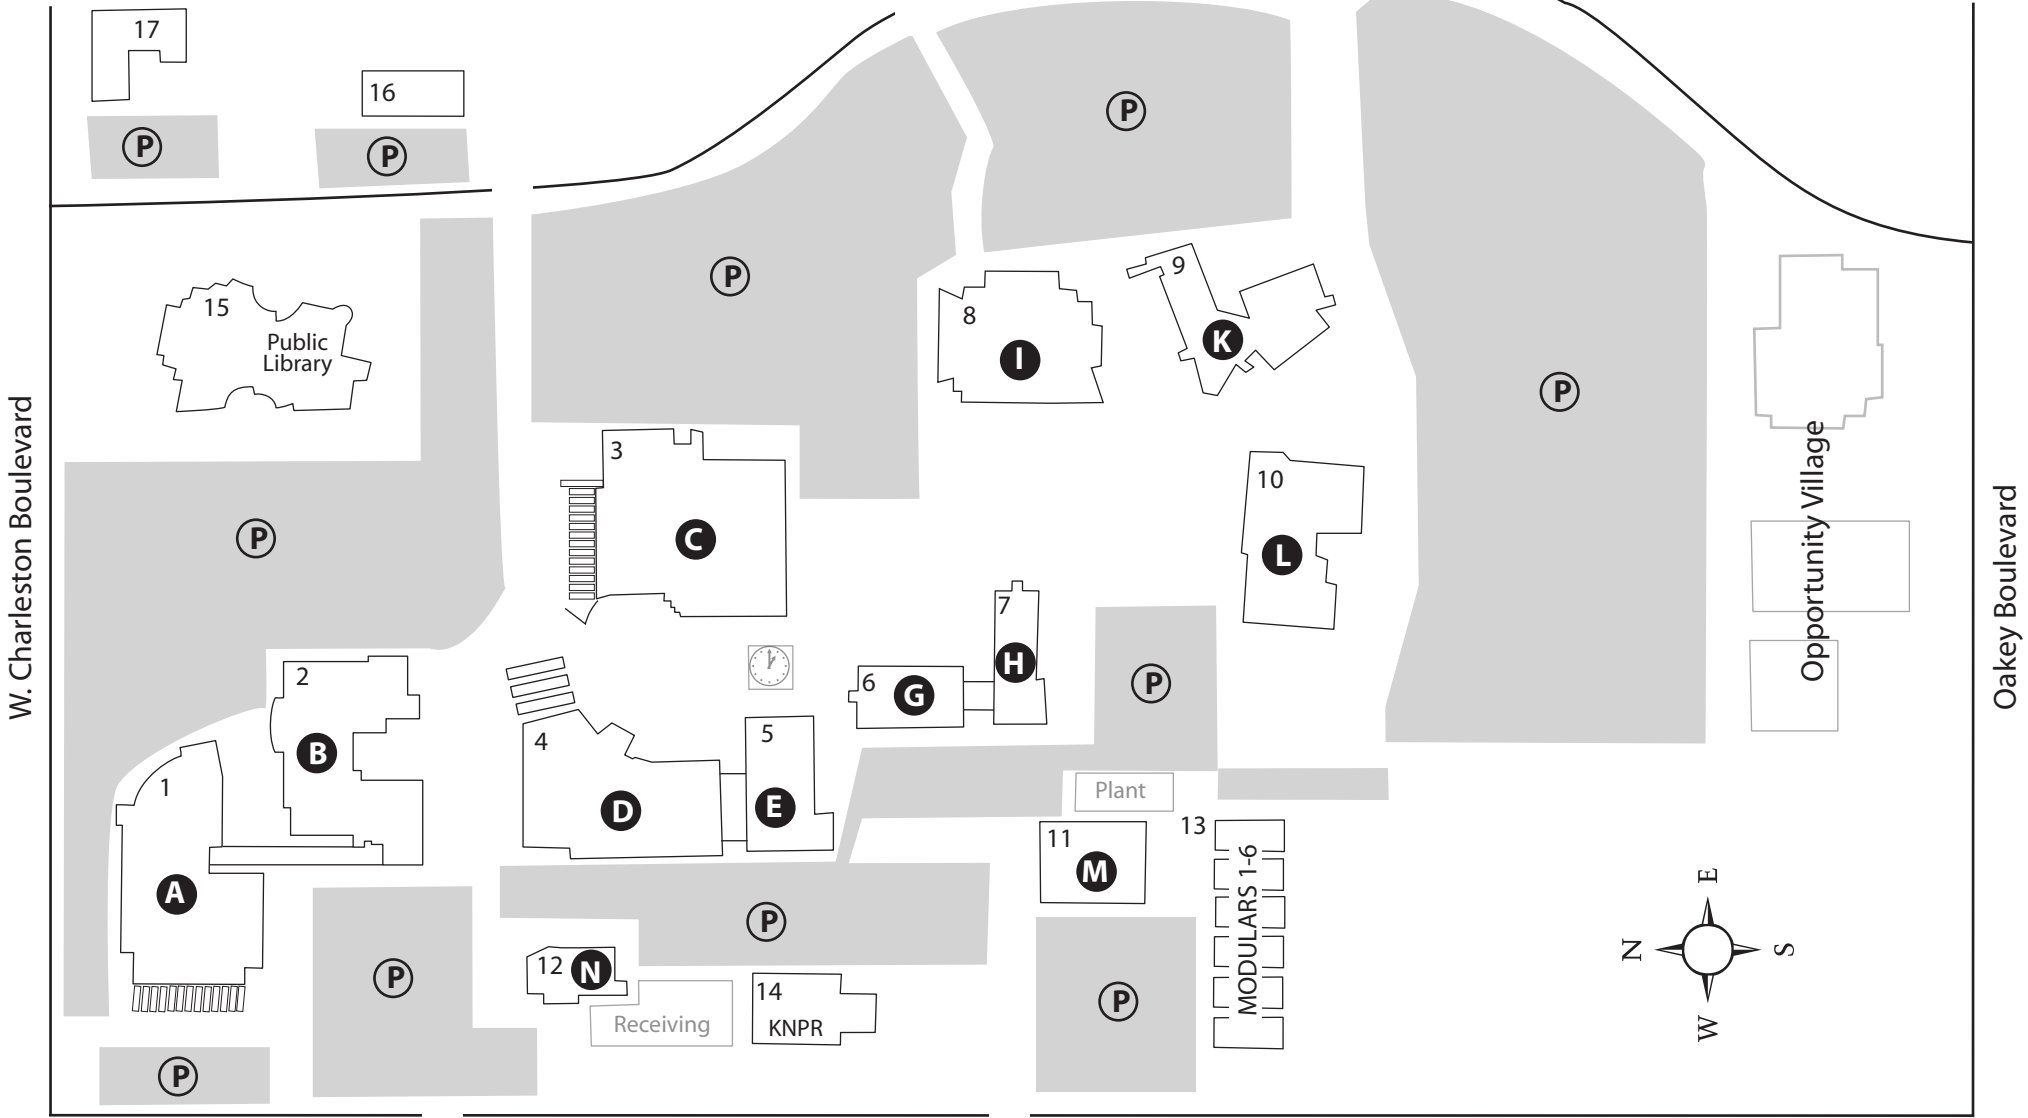 17
16
P
P
P
P
P
P
P
P
P
P
P
P
15
Public
Library
8
I
9
K
3
C
10
L
2
B
1
A
4
D
5
E
6
G
7
H
Plant
11
M
13
MODULARS 1-6
12
N
Receiving
14
KNPR
W. Charleston Boulevard
Opportunity Village
Oakey Boulevard
E
N
S
W